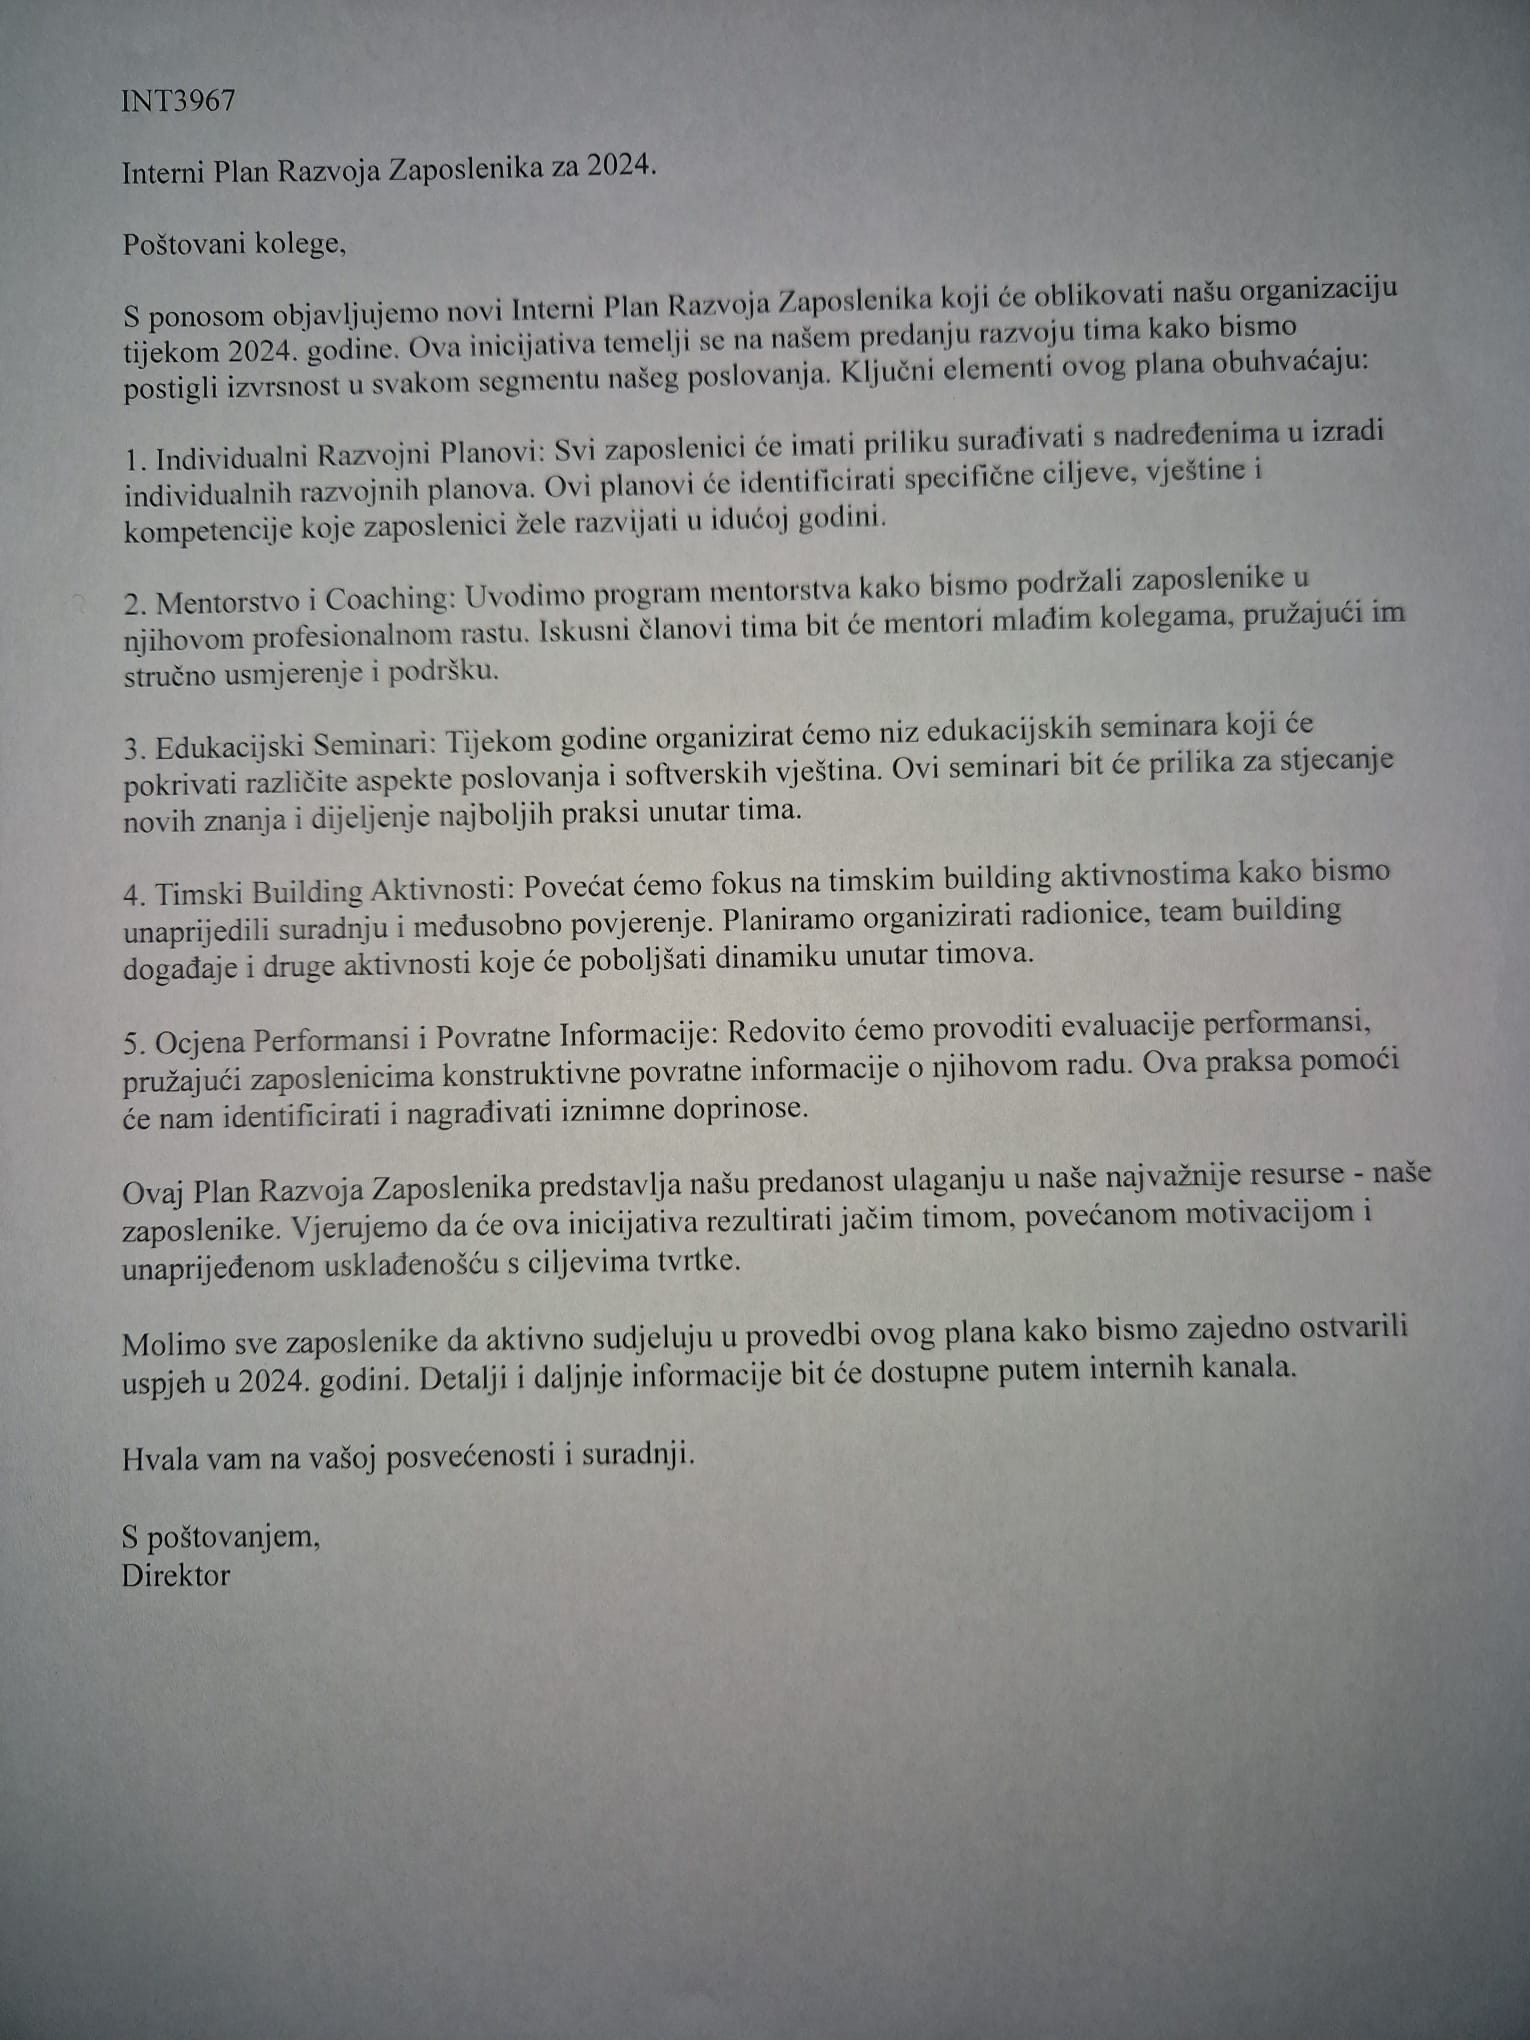 INT3967
Interni Plan Razvoja Zaposlenika za 2024.
Poštovani kolege,
S ponosom objavljujemo novi Interni Plan Razvoja Zaposlenika koji će oblikovati našu organizaciju
tijekom 2024. godine. Ova inicijativa temelji se na našem predanju razvoju tima kako bismo
postigli izvrsnost u svakom segmentu našeg poslovanja. Ključni elementi ovog plana obuhvaćaju:
1. Individualni Razvojni Planovi: Svi zaposlenici će imati priliku surađivati s nadređenima u izradi
individualnih razvojnih planova. Ovi planovi će identificirati specifične ciljeve, vještine i
kompetencije koje zaposlenici žele razvijati u idućoj godini.
2. Mentorstvo i Coaching: Uvodimo program mentorstva kako bismo podržali zaposlenike u
njihovom profesionalnom rastu. Iskusni članovi tima bit će mentori mlađim kolegama, pružajući im
stručno usmjerenje i podršku.
3. Edukacijski Seminari: Tijekom godine organizirat ćemo niz edukacijskih seminara koji će
pokrivati različite aspekte poslovanja i softverskih vještina. Ovi seminari bit će prilika za stjecanje
novih znanja i dijeljenje najboljih praksi unutar tima.
4. Timski Building Aktivnosti: Povećat ćemo fokus na timskim building aktivnostima kako bismo
unaprijedili suradnju i međusobno povjerenje. Planiramo organizirati radionice, team building
događaje i druge aktivnosti koje će poboljšati dinamiku unutar timova.
5. Ocjena Performansi i Povratne Informacije: Redovito ćemo provoditi evaluacije performansi,
pružajući zaposlenicima konstruktivne povratne informacije o njihovom radu. Ova praksa pomoći
će nam identificirati i nagrađivati iznimne doprinose.
Ovaj Plan Razvoja Zaposlenika predstavlja našu predanost ulaganju u naše najvažnije resurse - naše
zaposlenike. Vjerujemo da će ova inicijativa rezultirati jačim timom, povećanom motivacijom i
unaprijeđenom usklađenošću s ciljevima tvrtke.
Molimo sve zaposlenike da aktivno sudjeluju u provedbi ovog plana kako bismo zajedno ostvarili
uspjeh u 2024. godini. Detalji i daljnje informacije bit će dostupne putem internih kanala.
Hvala vam na vašoj posvećenosti i suradnji.
S poštovanjem,
Direktor